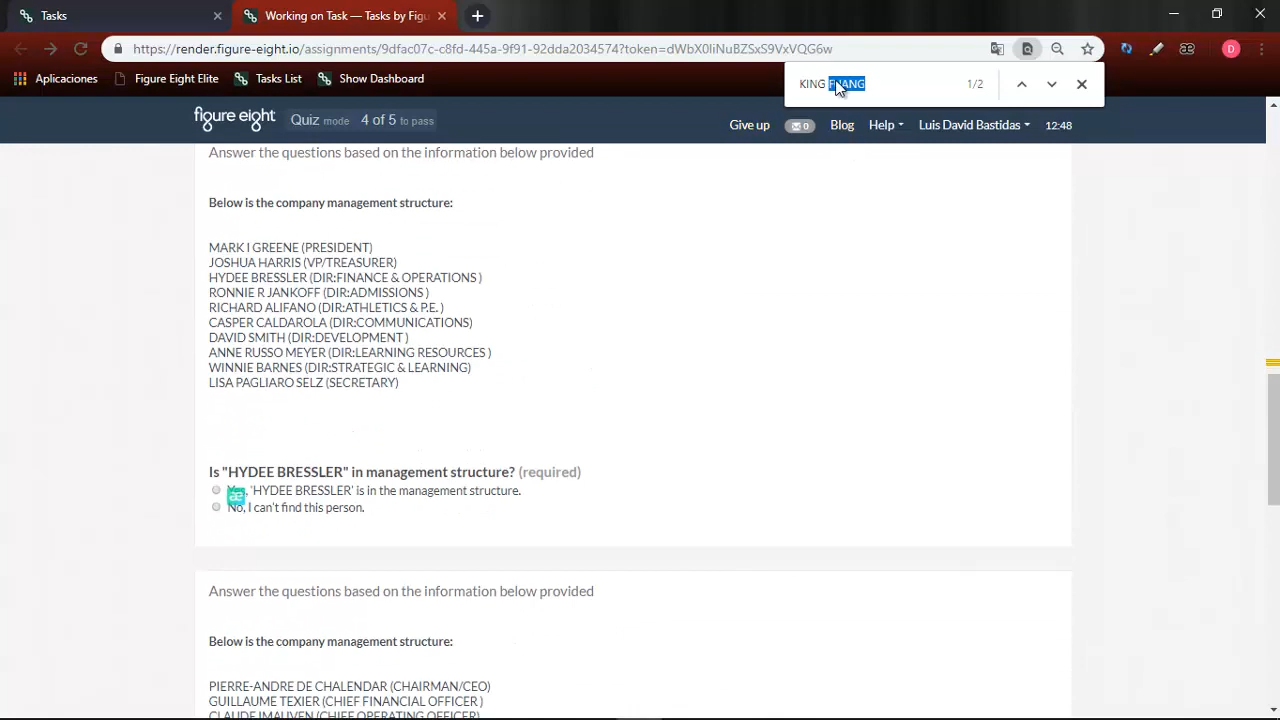 Tasks
Working on Task — Tasks by Figu
https://render.figure-eight.io/assignments/9dfac07c-c8fd-445a-9f91-92dda2034574?token=dWbX0liNuBZSxS9VxVQG6w
Aplicaciones
Figure Eight Elite
Tasks List
Show Dashboard
KING FUANG
1/2
figure eight
Quiz mode
4 of 5 to pass
Give up
0
Blog
Help
Luis David Bastidas
12:48
Answer the questions based on the information below provided
Below is the company management structure:
MARK I GREENE (PRESIDENT)
JOSHUA HARRIS (VP/TREASURER)
HYDEE BRESSLER (DIR:FINANCE & OPERATIONS )
RONNIE R JANKOFF (DIR:ADMISSIONS )
RICHARD ALIFANO (DIR:ATHLETICS & P.E. )
CASPER CALDAROLA (DIR:COMMUNICATIONS)
DAVID SMITH (DIR:DEVELOPMENT )
ANNE RUSSO MEYER (DIR:LEARNING RESOURCES )
WINNIE BARNES (DIR:STRATEGIC & LEARNING)
LISA PAGLIARO SELZ (SECRETARY)
Is "HYDEE BRESSLER" in management structure? (required)
Yes, 'HYDEE BRESSLER' is in the management structure.
No, I can't find this person.
Answer the questions based on the information below provided
Below is the company management structure:
PIERRE-ANDRE DE CHALENDAR (CHAIRMAN/CEO)
GUILLAUME TEXIER (CHIEF FINANCIAL OFFICER )
CLAUDE IMAUVEN (CHIEF OPERATING OFFICER)